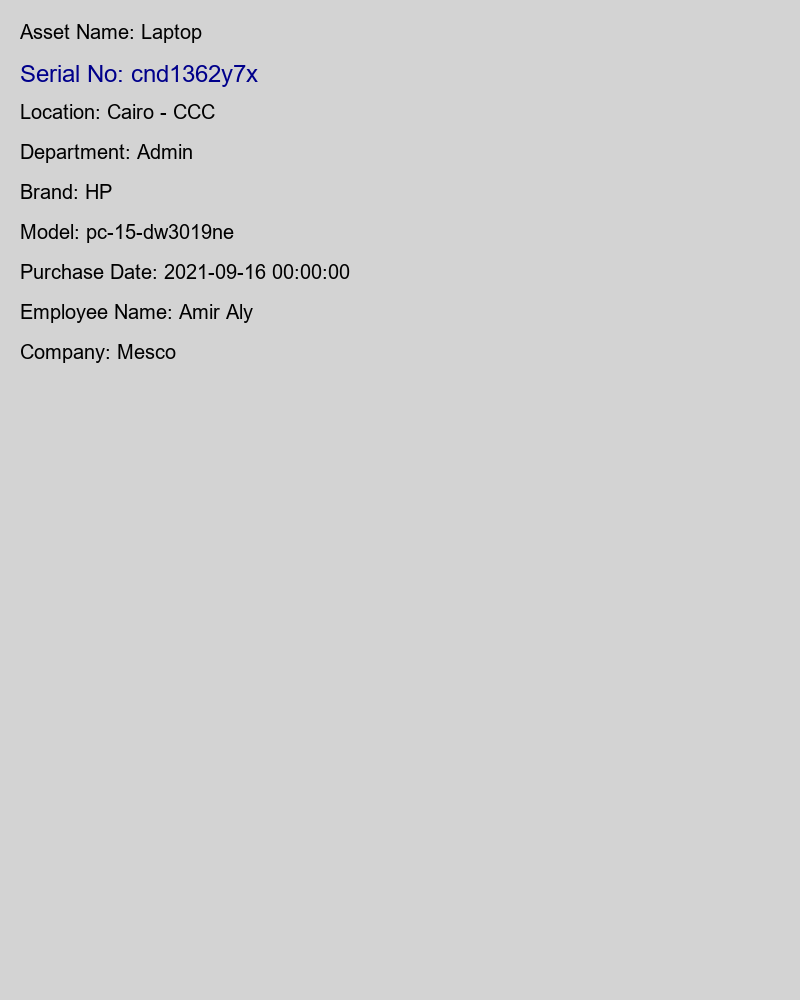 Asset Name: Laptop
Serial No: cnd1362y7x
Location: Cairo - CCC
Department: Admin
Brand: HP
Model: pc-15-dw3019ne
Purchase Date: 2021-09-16 00:00:00
Employee Name: Amir Aly
Company: Mesco